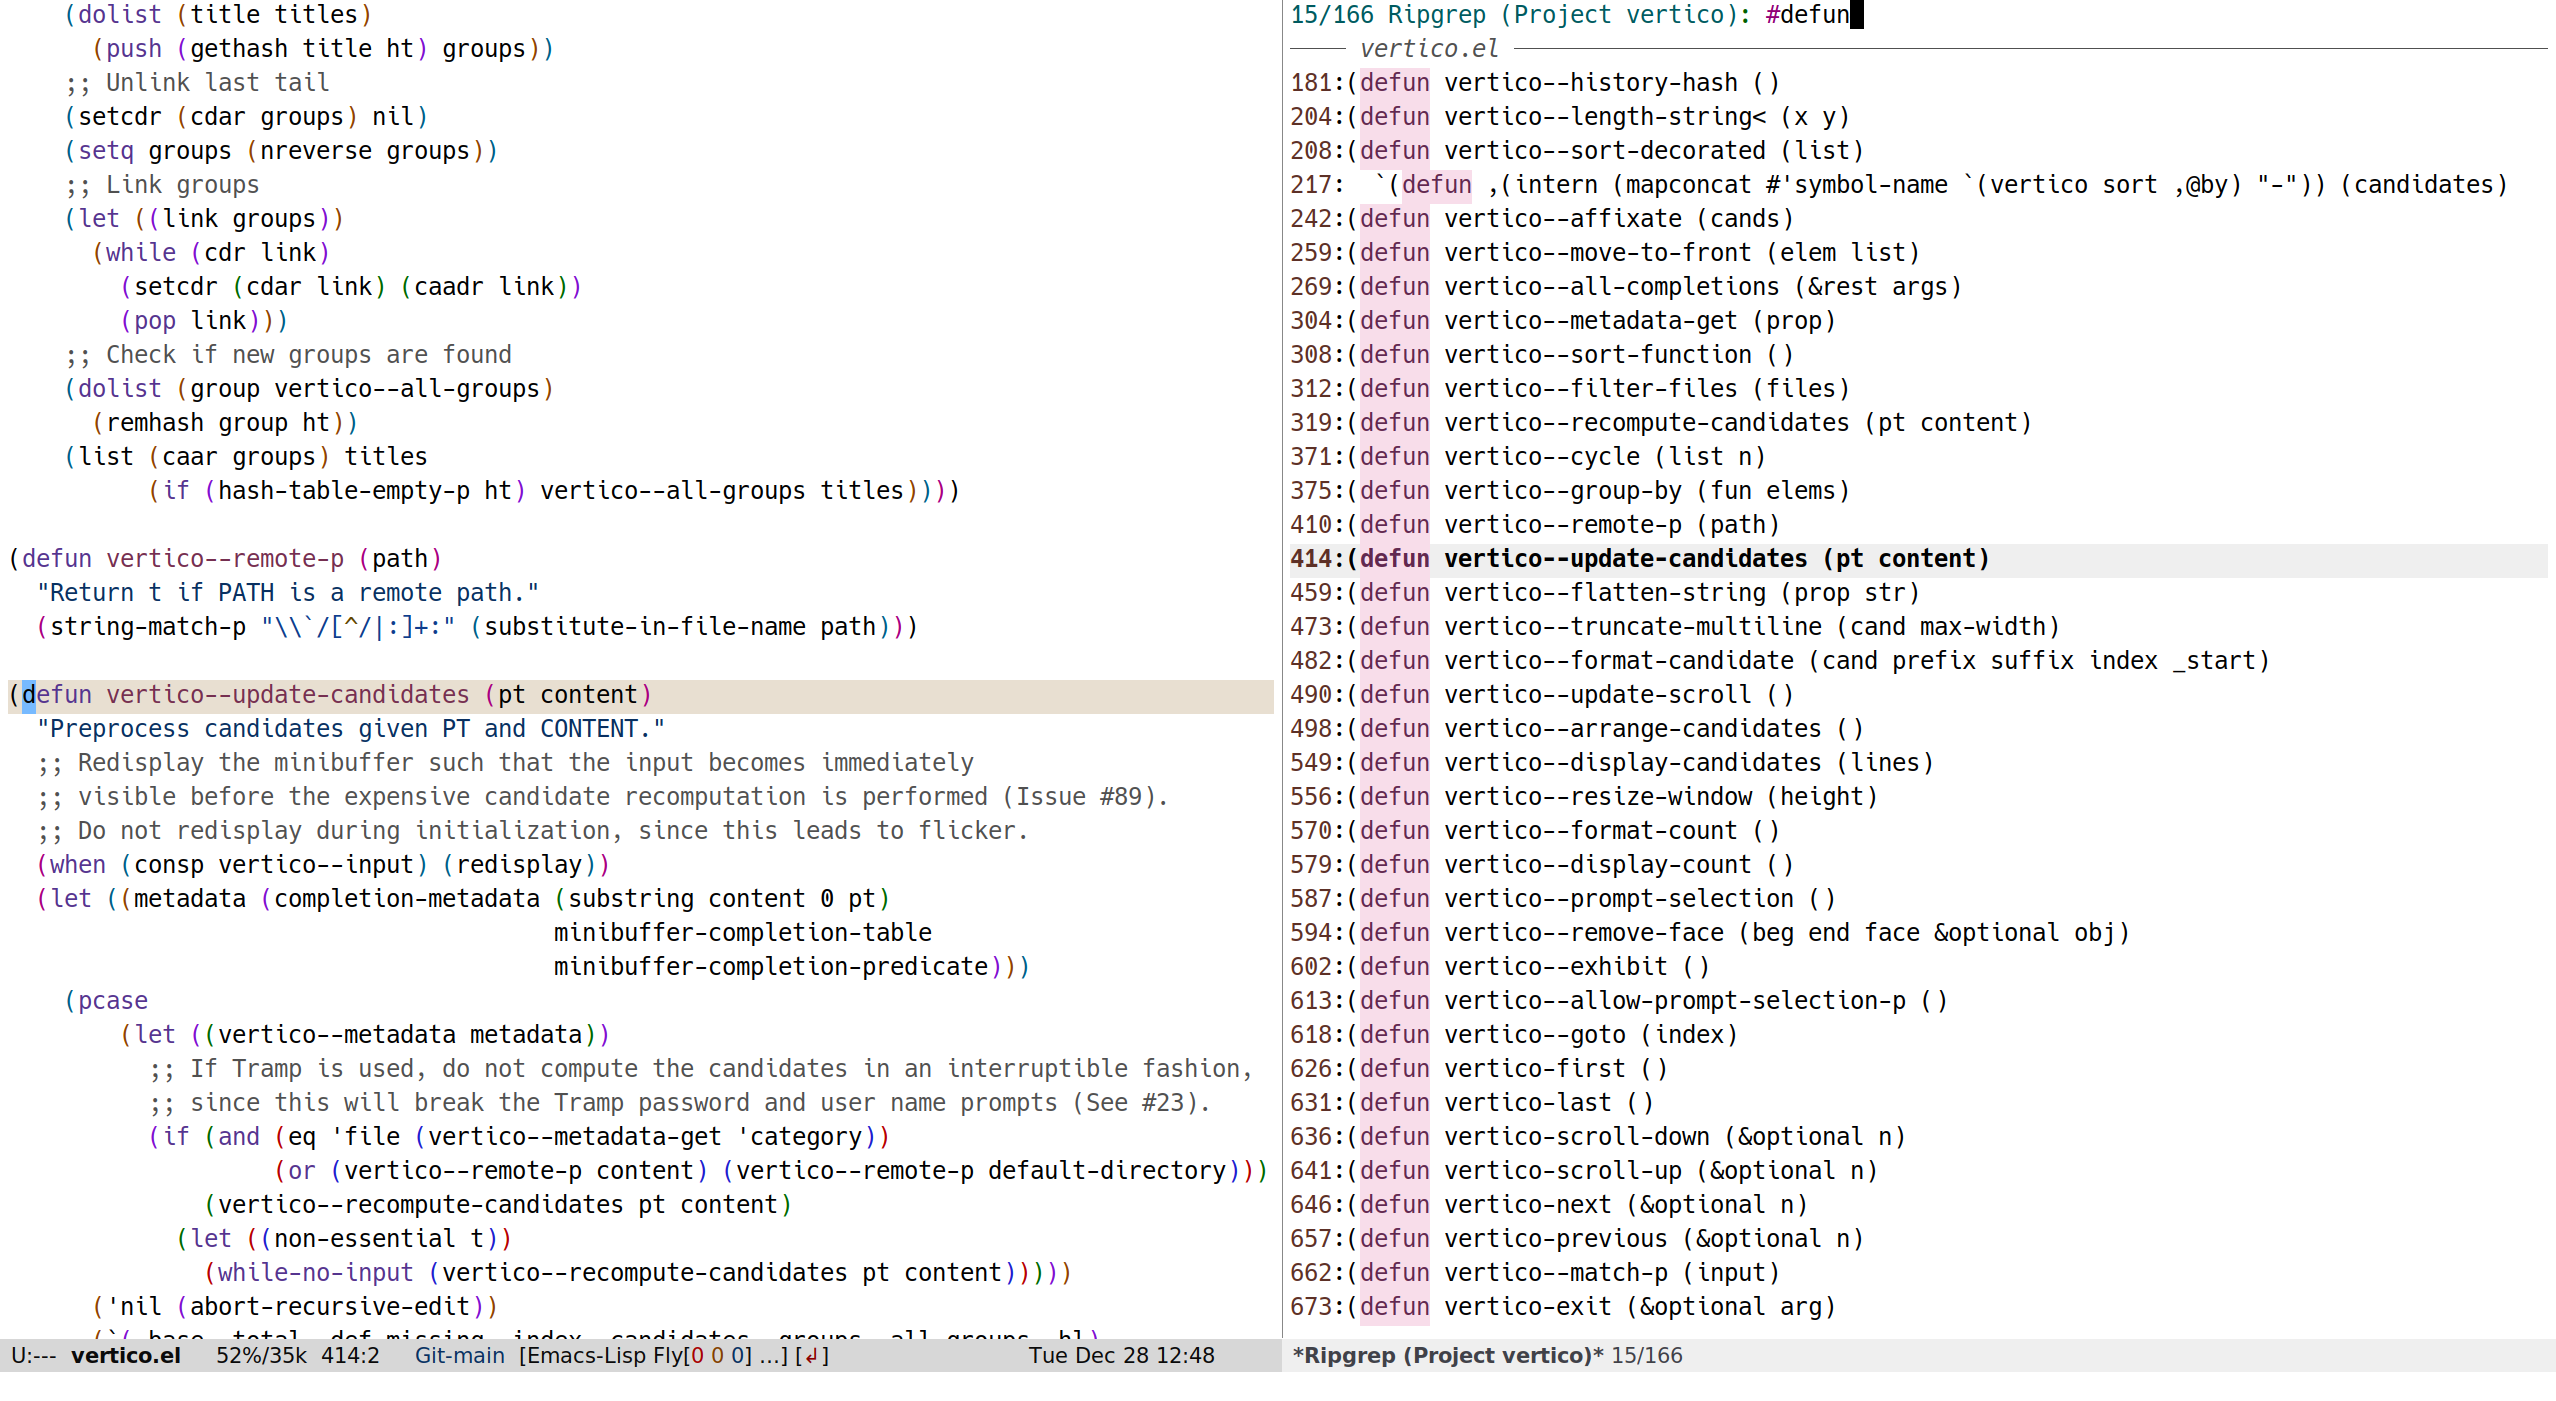 (dolist (title titles)
      (push (gethash title ht) groups))
    ;; Unlink last tail
    (setcdr (cdar groups) nil)
    (setq groups (nreverse groups))
    ;; Link groups
    (let ((link groups))
      (while (cdr link)
        (setcdr (cdar link) (caadr link))
        (pop link)))
    ;; Check if new groups are found
    (dolist (group vertico--all-groups)
      (remhash group ht))
    (list (caar groups) titles
          (if (hash-table-empty-p ht) vertico--all-groups titles))))

(defun vertico--remote-p (path)
  "Return t if PATH is a remote path."
  (string-match-p "\\`/[^/|:]+:" (substitute-in-file-name path)))

(defun vertico--update-candidates (pt content)
  "Preprocess candidates given PT and CONTENT."
  ;; Redisplay the minibuffer such that the input becomes immediately
  ;; visible before the expensive candidate recomputation is performed (Issue #89).
  ;; Do not redisplay during initialization, since this leads to flicker.
  (when (consp vertico--input) (redisplay))
  (let ((metadata (completion-metadata (substring content 0 pt)
                                       minibuffer-completion-table
                                       minibuffer-completion-predicate)))
    (pcase
        (let ((vertico--metadata metadata))
          ;; If Tramp is used, do not compute the candidates in an interruptible fashion,
          ;; since this will break the Tramp password and user name prompts (See #23).
          (if (and (eq 'file (vertico--metadata-get 'category))
                   (or (vertico--remote-p content) (vertico--remote-p default-directory)))
              (vertico--recompute-candidates pt content)
            (let ((non-essential t))
              (while-no-input (vertico--recompute-candidates pt content)))))
      ('nil (abort-recursive-edit))
      (`(,base ,total ,def-missing ,index ,candidates ,groups ,all-groups ,hl)
U:--- vertico.el 52%/35k 414:2 Git-main [Emacs-Lisp Fly[0 0 0] …] [↲] Tue Dec 28 12:48
15/166 Ripgrep (Project vertico): #defun
vertico.el
181:(defun vertico--history-hash ()
204:(defun vertico--length-string< (x y)
208:(defun vertico--sort-decorated (list)
217:  `(defun ,(intern (mapconcat #'symbol-name `(vertico sort ,@by) "-")) (candidates)
242:(defun vertico--affixate (cands)
259:(defun vertico--move-to-front (elem list)
269:(defun vertico--all-completions (&rest args)
304:(defun vertico--metadata-get (prop)
308:(defun vertico--sort-function ()
312:(defun vertico--filter-files (files)
319:(defun vertico--recompute-candidates (pt content)
371:(defun vertico--cycle (list n)
375:(defun vertico--group-by (fun elems)
410:(defun vertico--remote-p (path)
414:(defun vertico--update-candidates (pt content)
459:(defun vertico--flatten-string (prop str)
473:(defun vertico--truncate-multiline (cand max-width)
482:(defun vertico--format-candidate (cand prefix suffix index _start)
490:(defun vertico--update-scroll ()
498:(defun vertico--arrange-candidates ()
549:(defun vertico--display-candidates (lines)
556:(defun vertico--resize-window (height)
570:(defun vertico--format-count ()
579:(defun vertico--display-count ()
587:(defun vertico--prompt-selection ()
594:(defun vertico--remove-face (beg end face &optional obj)
602:(defun vertico--exhibit ()
613:(defun vertico--allow-prompt-selection-p ()
618:(defun vertico--goto (index)
626:(defun vertico-first ()
631:(defun vertico-last ()
636:(defun vertico-scroll-down (&optional n)
641:(defun vertico-scroll-up (&optional n)
646:(defun vertico-next (&optional n)
657:(defun vertico-previous (&optional n)
662:(defun vertico--match-p (input)
673:(defun vertico-exit (&optional arg)
*Ripgrep (Project vertico)* 15/166